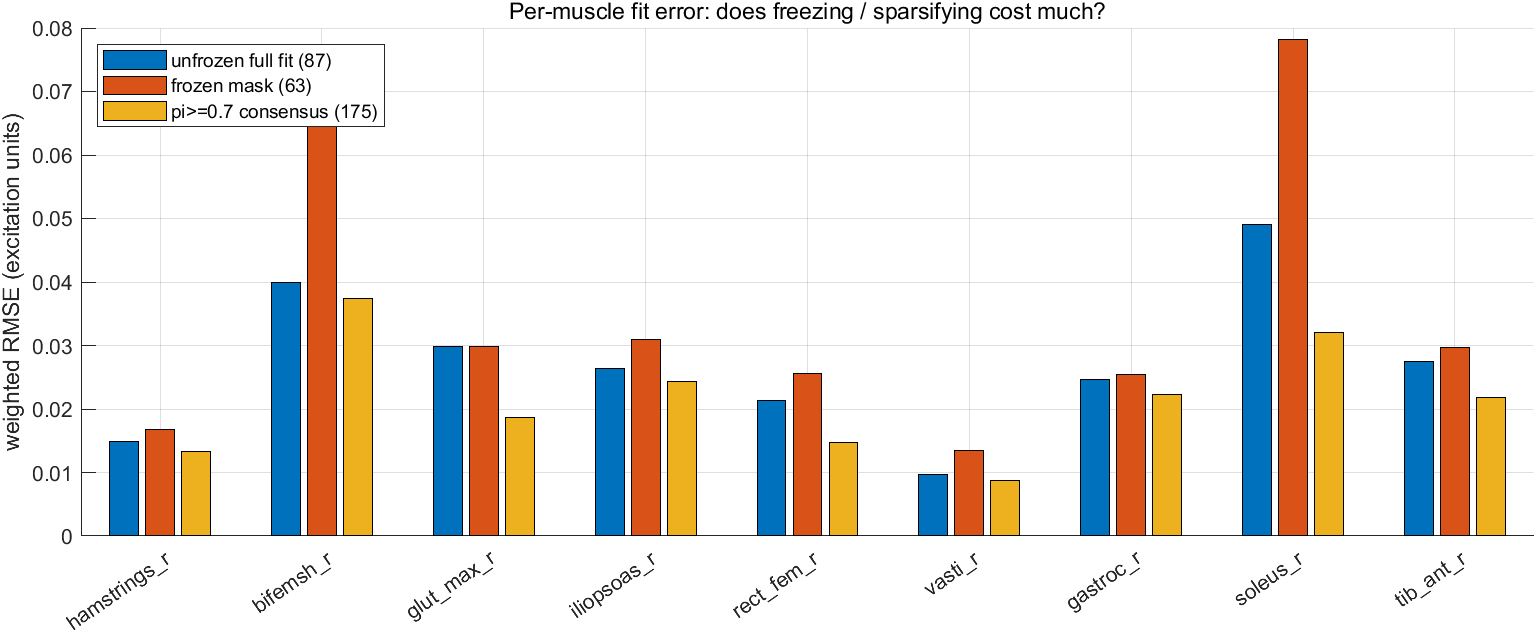 Per-muscle fit error: does freezing / sparsifying cost much?
unfrozen full fit (87)
frozen mask (63)
pi>=0.7 consensus (175)
weighted RMSE (excitation units)
0.08
0.07
0.06
0.05
0.04
0.03
0.02
0.01
0
hamstrings_r
bifemsh_r
glut_max_r
iliopsoas_r
rect_fem_r
vasti_r
gastroc_r
soleus_r
tib_ant_r